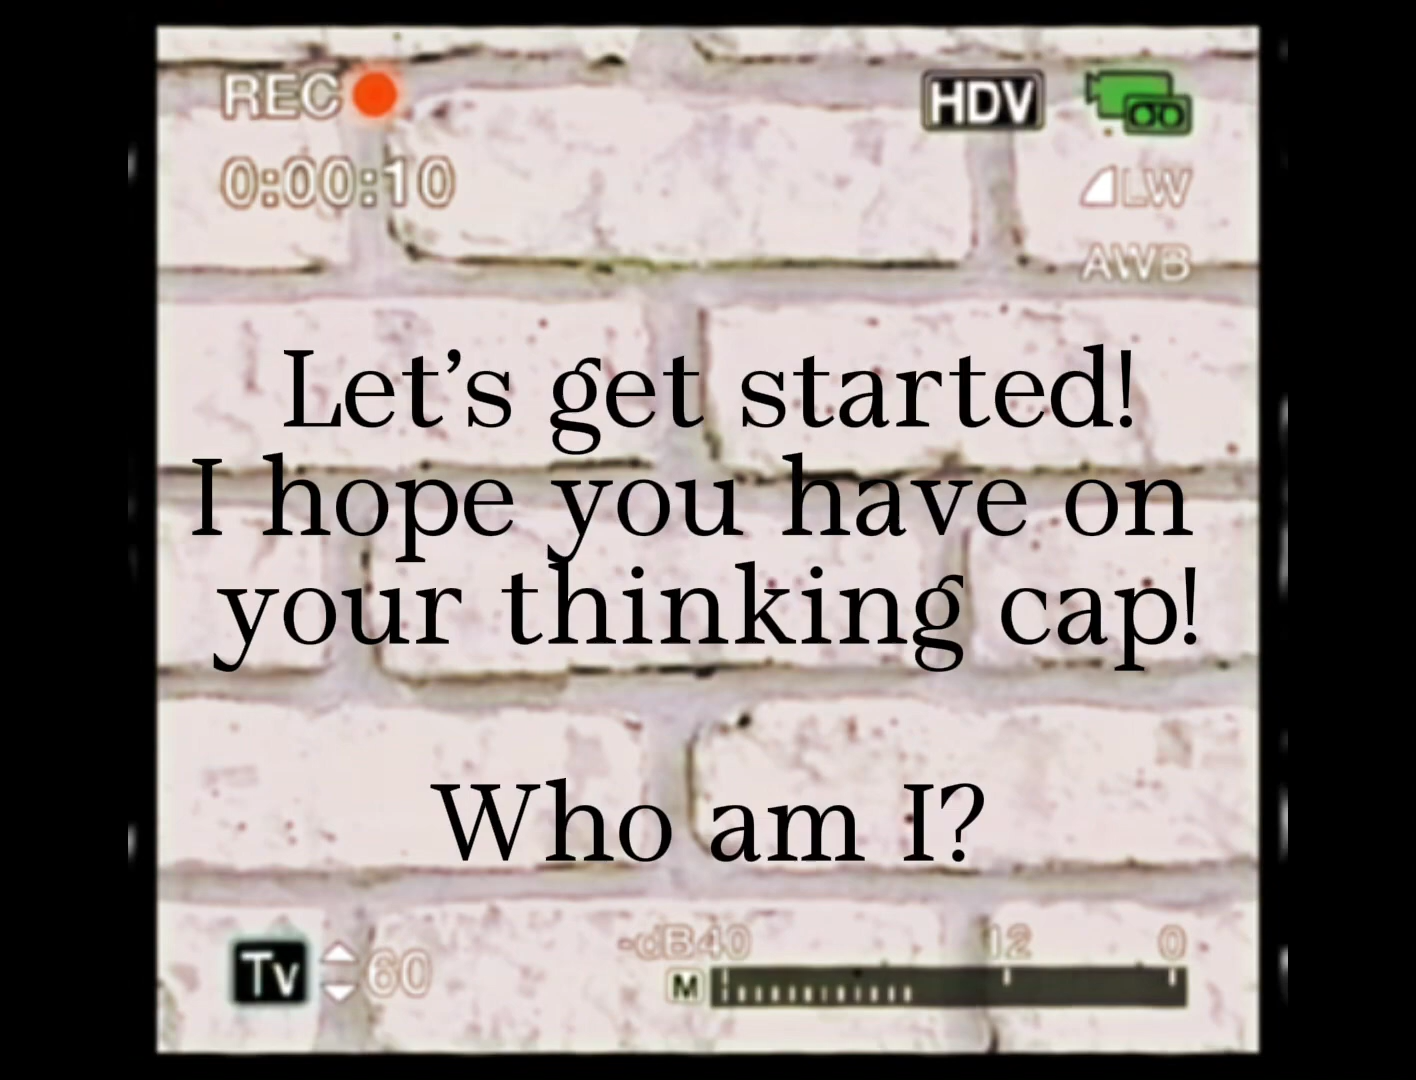 REC
HDV
0:00:10
LW
AWB
Let’s get started!
I hope you have on
your thinking cap!
Who am I?
-dB40 12 0
Tv 60
M